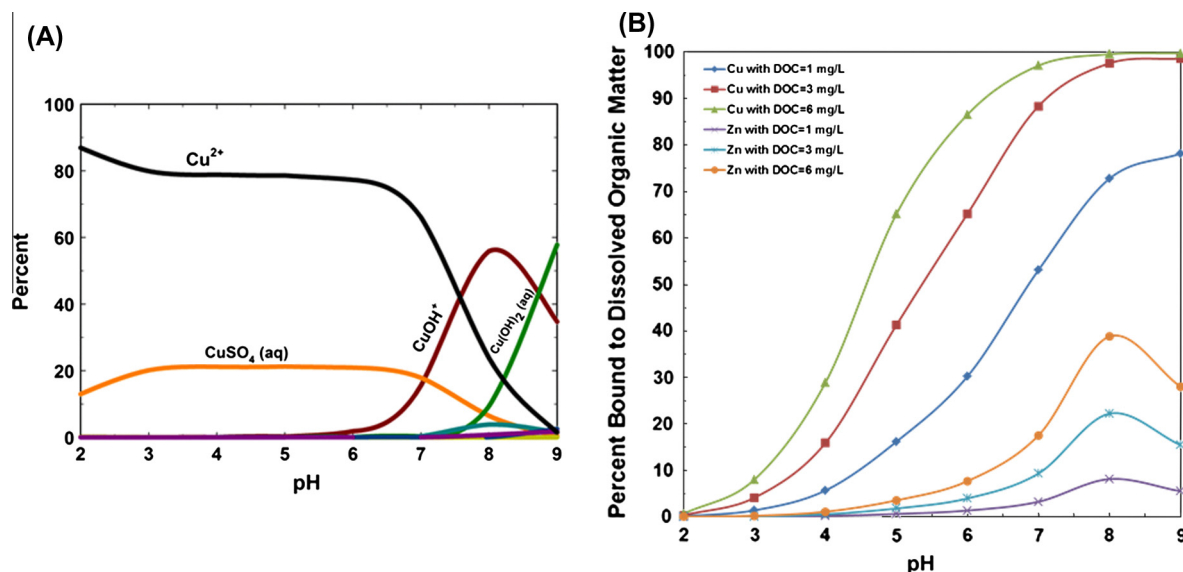 (A)
Percent
100
80
60
40
20
0
2 3 4 5 6 7 8 9
pH
Cu²⁺
CuSO₄ (aq)
CuOH⁺
Cu(OH)₂ (aq)
(B)
Percent Bound to Dissolved Organic Matter
100
90
80
70
60
50
40
30
20
10
0
2 3 4 5 6 7 8 9
pH
Cu with DOC=1 mg/L
Cu with DOC=3 mg/L
Cu with DOC=6 mg/L
Zn with DOC=1 mg/L
Zn with DOC=3 mg/L
Zn with DOC=6 mg/L